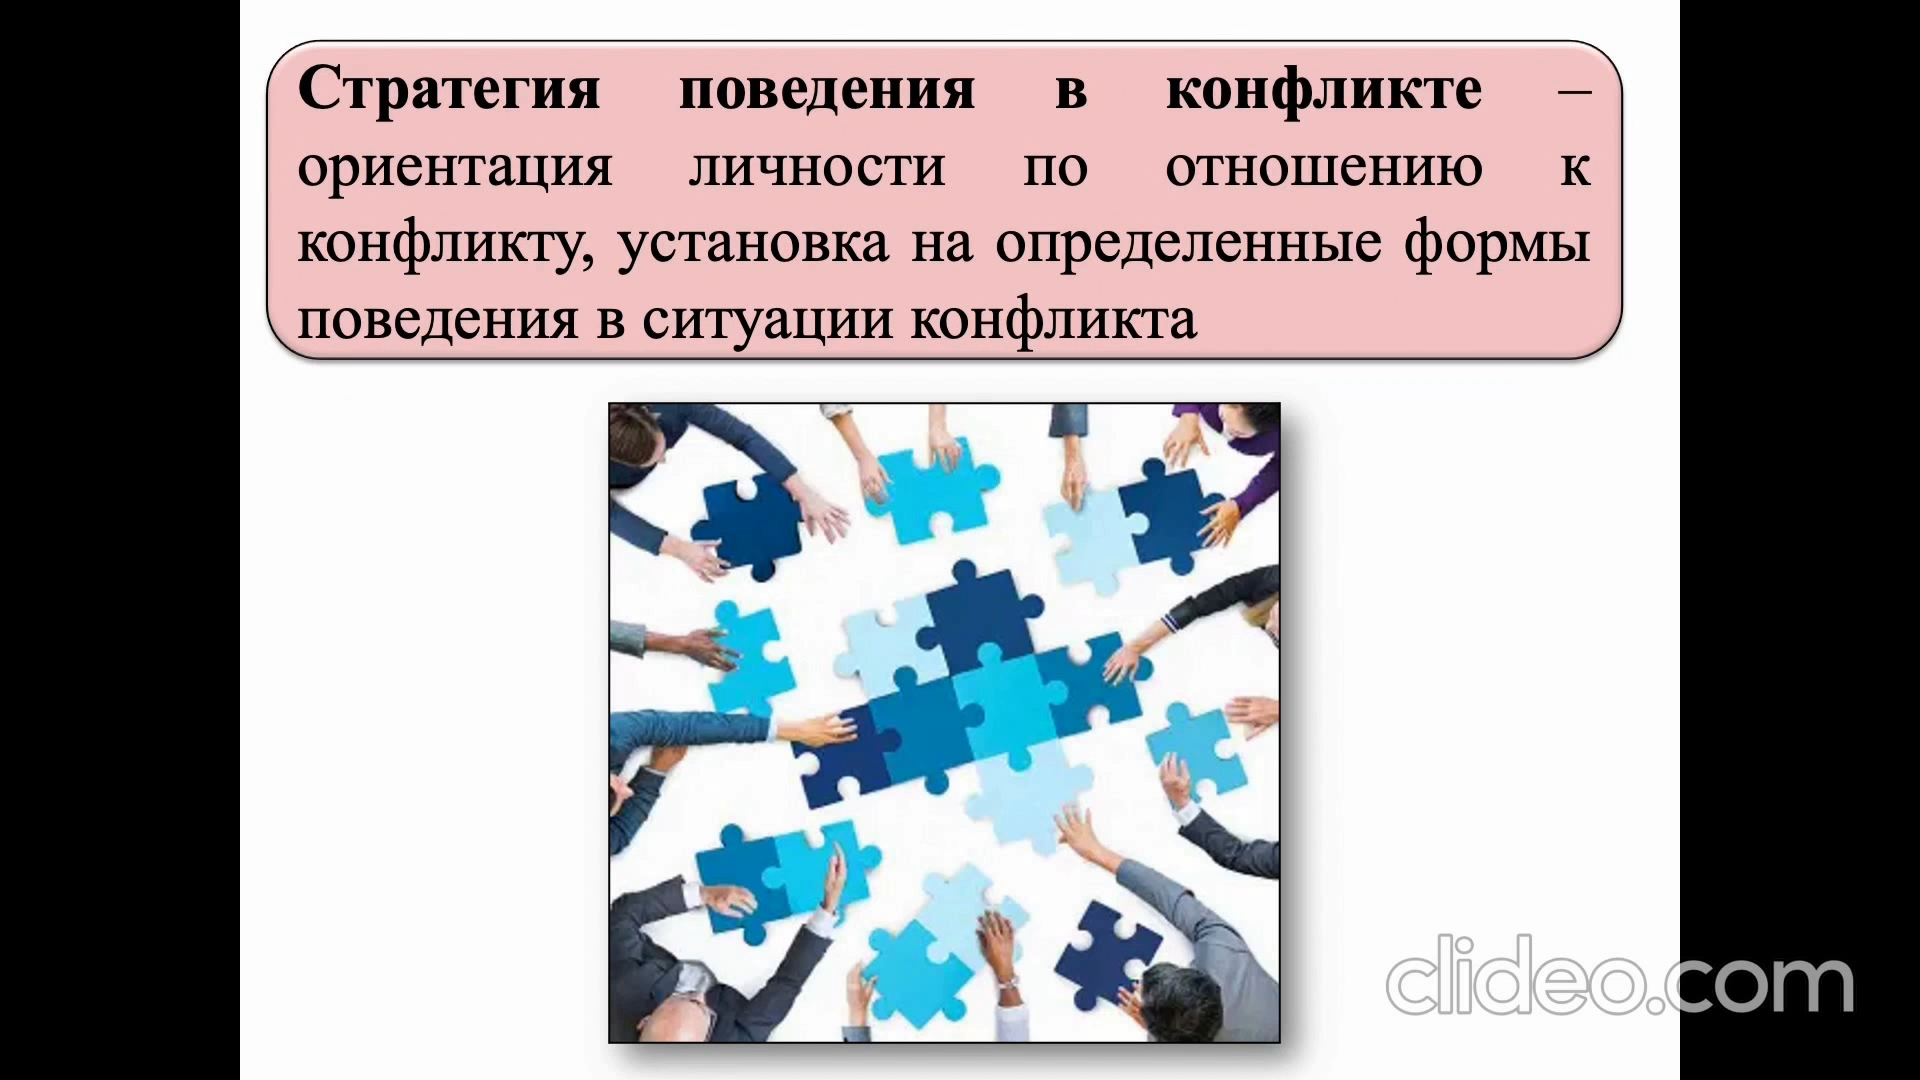 Стратегия поведения в конфликте –
ориентация личности по отношению к
конфликту, установка на определенные формы
поведения в ситуации конфликта
clideo.com